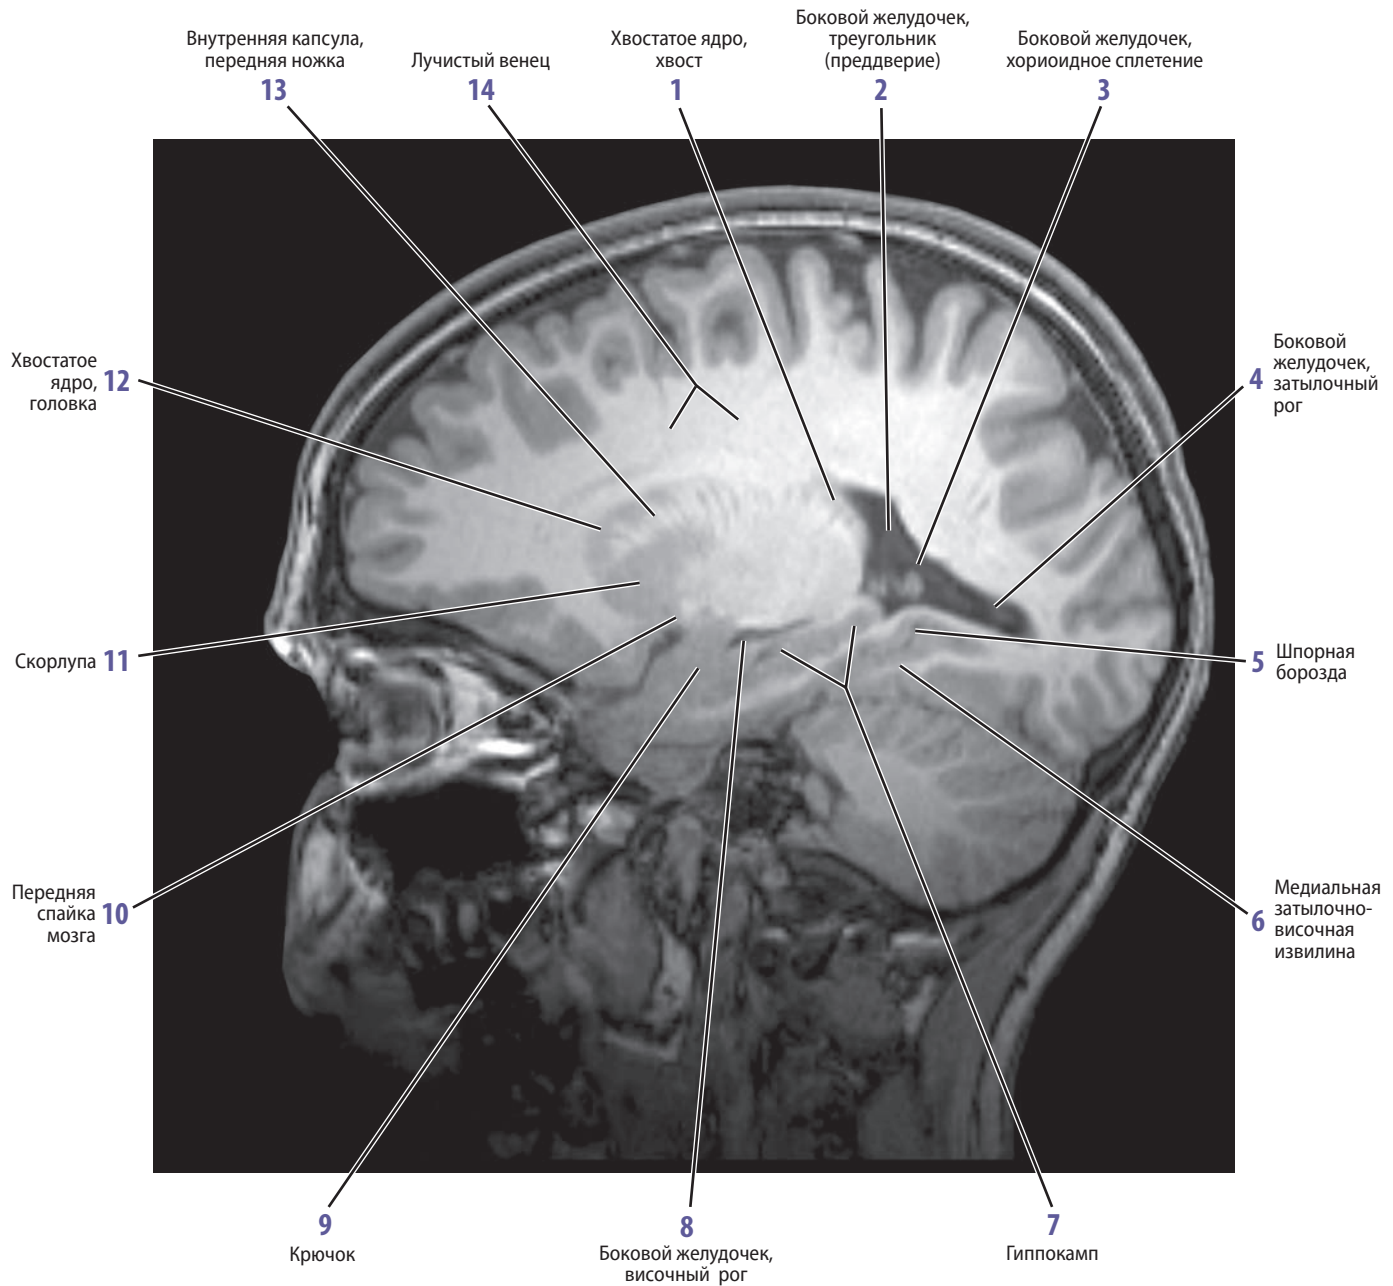 Внутренняя капсула,
передняя ножка
13
Лучистый венец
14
Хвостатое ядро,
хвост
1
Боковой желудочек,
треугольник
(преддверие)
2
Боковой желудочек,
хориоидное сплетение
3
Боковой
желудочек,
4 затылочный
рог
5 Шпорная
борозда
Медиальная
затылочно-
6 височная
извилина
7
Гиппокамп
8
Боковой желудочек,
височный рог
9
Крючок
Передняя
спайка 10
мозга
Скорлупа 11
Хвостатое
ядро, 12
головка